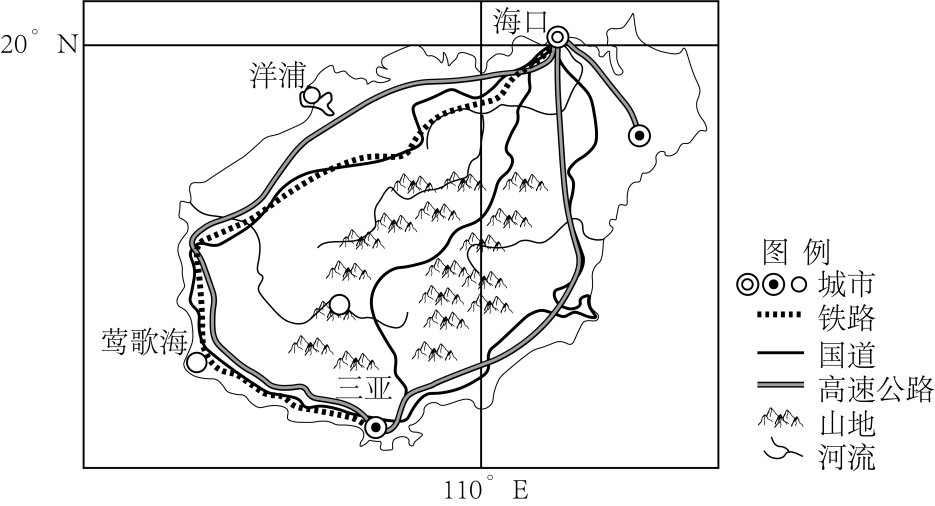 海口
20° N
洋浦
莺歌海
三亚
110° E
图例
城市
铁路
国道
高速公路
山地
河流